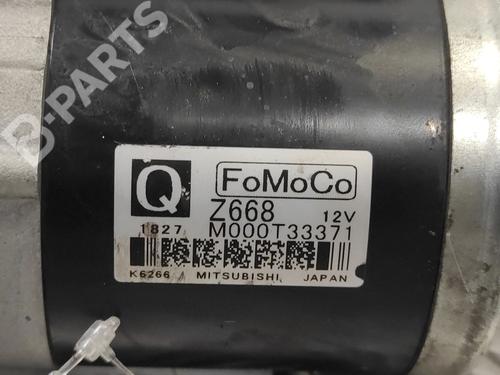 B-PARTS
Q
FoMoCo
Z668 12V
1827 M000T33371
K6266 MITSUBISHI JAPAN